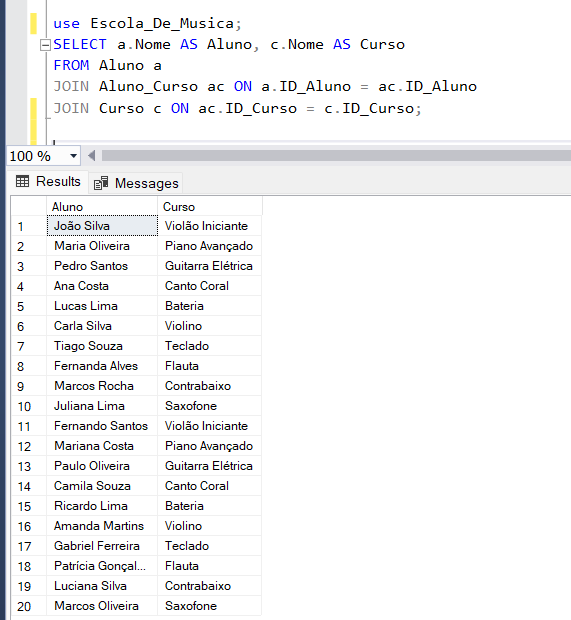 use Escola_De_Musica;
SELECT a.Nome AS Aluno, c.Nome AS Curso
FROM Aluno a
JOIN Aluno_Curso ac ON a.ID_Aluno = ac.ID_Aluno
JOIN Curso c ON ac.ID_Curso = c.ID_Curso;
100 %
Results Messages
Aluno Curso
1 João Silva Violão Iniciante
2 Maria Oliveira Piano Avançado
3 Pedro Santos Guitarra Elétrica
4 Ana Costa Canto Coral
5 Lucas Lima Bateria
6 Carla Silva Violino
7 Tiago Souza Teclado
8 Fernanda Alves Flauta
9 Marcos Rocha Contrabaixo
10 Juliana Lima Saxofone
11 Fernando Santos Violão Iniciante
12 Mariana Costa Piano Avançado
13 Paulo Oliveira Guitarra Elétrica
14 Camila Souza Canto Coral
15 Ricardo Lima Bateria
16 Amanda Martins Violino
17 Gabriel Ferreira Teclado
18 Patrícia Gonçal... Flauta
19 Luciana Silva Contrabaixo
20 Marcos Oliveira Saxofone